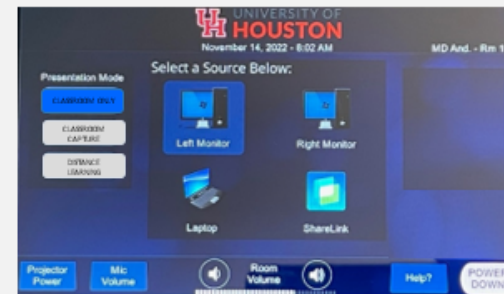 UNIVERSITY OF
HOUSTON
November 14, 2022 - 8:02 AM
MD And. - Rm 1
Presentation Mode
Select a Source Below:
CLASSROOM ONLY
CLASSROOM
CAPTURE
DISTANCE
LEARNING
Left Monitor
Right Monitor
Laptop
ShareLink
Projector
Power
Mic
Volume
Room
Volume
Help?
POWER
DOWN